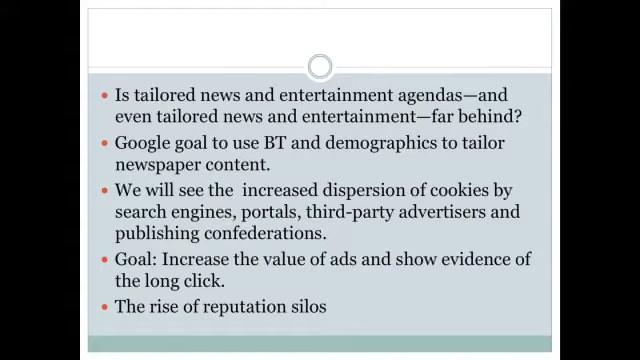 • Is tailored news and entertainment agendas—and
even tailored news and entertainment—far behind?
• Google goal to use BT and demographics to tailor
newspaper content.
• We will see the  increased dispersion of cookies by
search engines, portals, third-party advertisers and
publishing confederations.
• Goal: Increase the value of ads and show evidence of
the long click.
• The rise of reputation silos